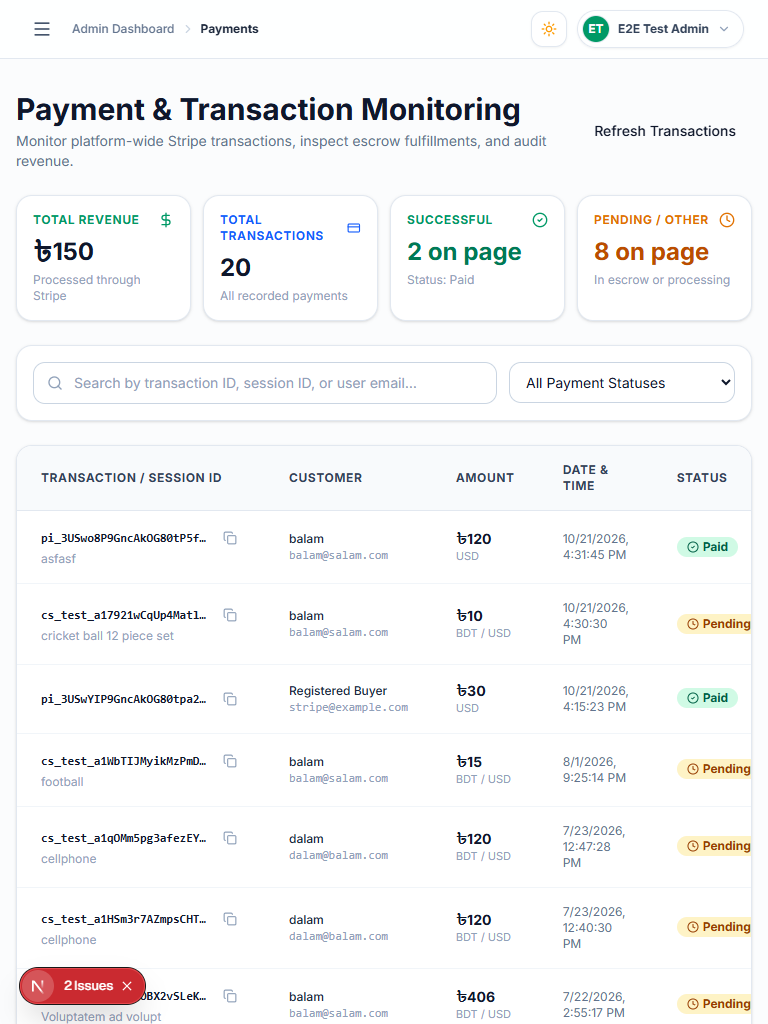 Admin Dashboard > Payments
ET E2E Test Admin
Payment & Transaction Monitoring
Monitor platform-wide Stripe transactions, inspect escrow fulfillments, and audit
revenue.
Refresh Transactions
TOTAL REVENUE
৳150
Processed through
Stripe
TOTAL
TRANSACTIONS
20
All recorded payments
SUCCESSFUL
2 on page
Status: Paid
PENDING / OTHER
8 on page
In escrow or processing
Search by transaction ID, session ID, or user email...
All Payment Statuses
TRANSACTION / SESSION ID CUSTOMER AMOUNT DATE & TIME STATUS
pi_3USwo8P9GncAkOG80tP5f…
asfasf
balam
balam@salam.com
৳120
USD
10/21/2026,
4:31:45 PM
Paid
cs_test_a17921wCqUp4Matl…
cricket ball 12 piece set
balam
balam@salam.com
৳10
BDT / USD
10/21/2026,
4:30:30
PM
Pending
pi_3USwYIP9GncAkOG80tpa2…
Registered Buyer
stripe@example.com
৳30
USD
10/21/2026,
4:15:23 PM
Paid
cs_test_a1WbTIJMyikMzPmD…
football
balam
balam@salam.com
৳15
BDT / USD
8/1/2026,
9:25:14 PM
Pending
cs_test_a1qOMm5pg3afezEY…
cellphone
dalam
dalam@balam.com
৳120
BDT / USD
7/23/2026,
12:47:28
PM
Pending
cs_test_a1HSm3r7AZmpsCHT…
cellphone
dalam
dalam@balam.com
৳120
BDT / USD
7/23/2026,
12:40:30
PM
Pending
N 2 Issues
BX2vSLeK…
Voluptatem ad volupt
balam
balam@salam.com
৳406
BDT / USD
7/22/2026,
2:55:17 PM
Pending